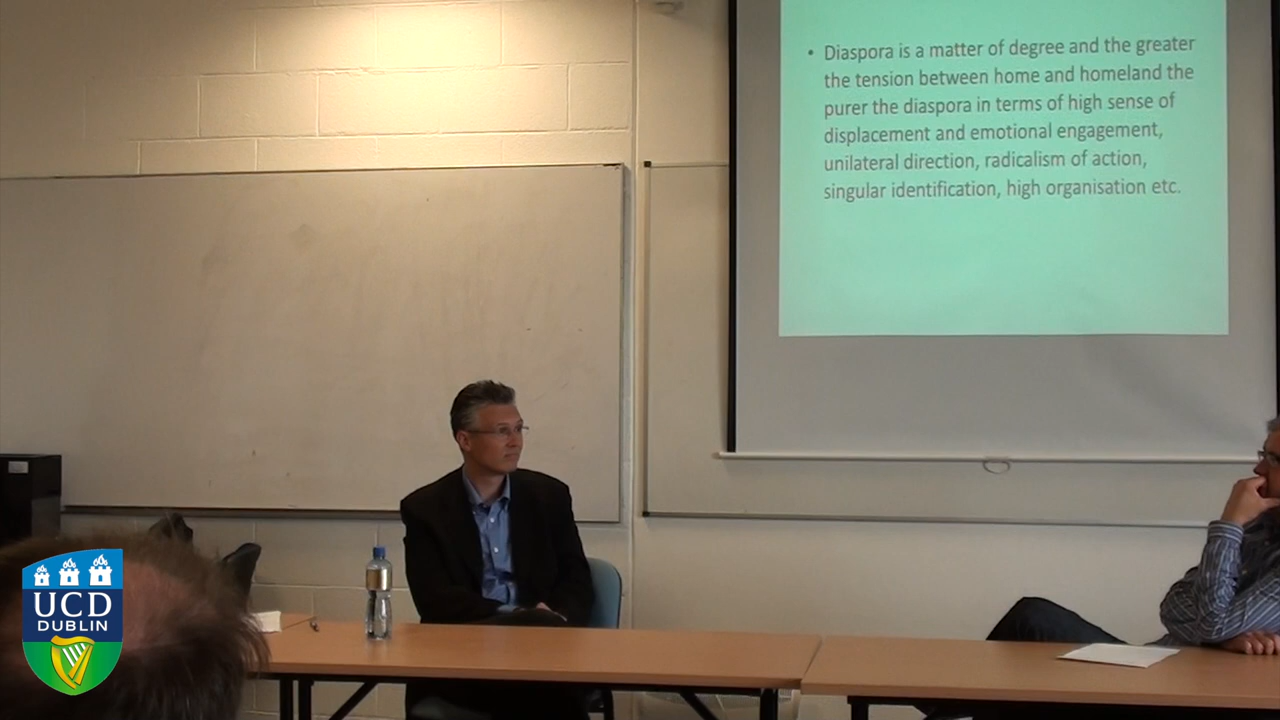 • Diaspora is a matter of degree and the greater
the tension between home and homeland the
purer the diaspora in terms of high sense of
displacement and emotional engagement,
unilateral direction, radicalism of action,
singular identification, high organisation etc.
UCD
DUBLIN